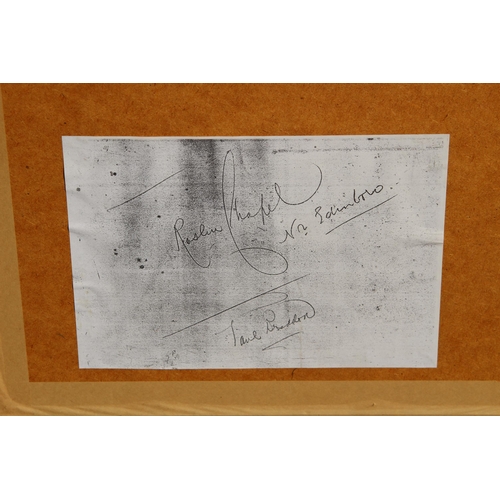 Roslin Chapel
Nr Edinboro.
Paul Braddon